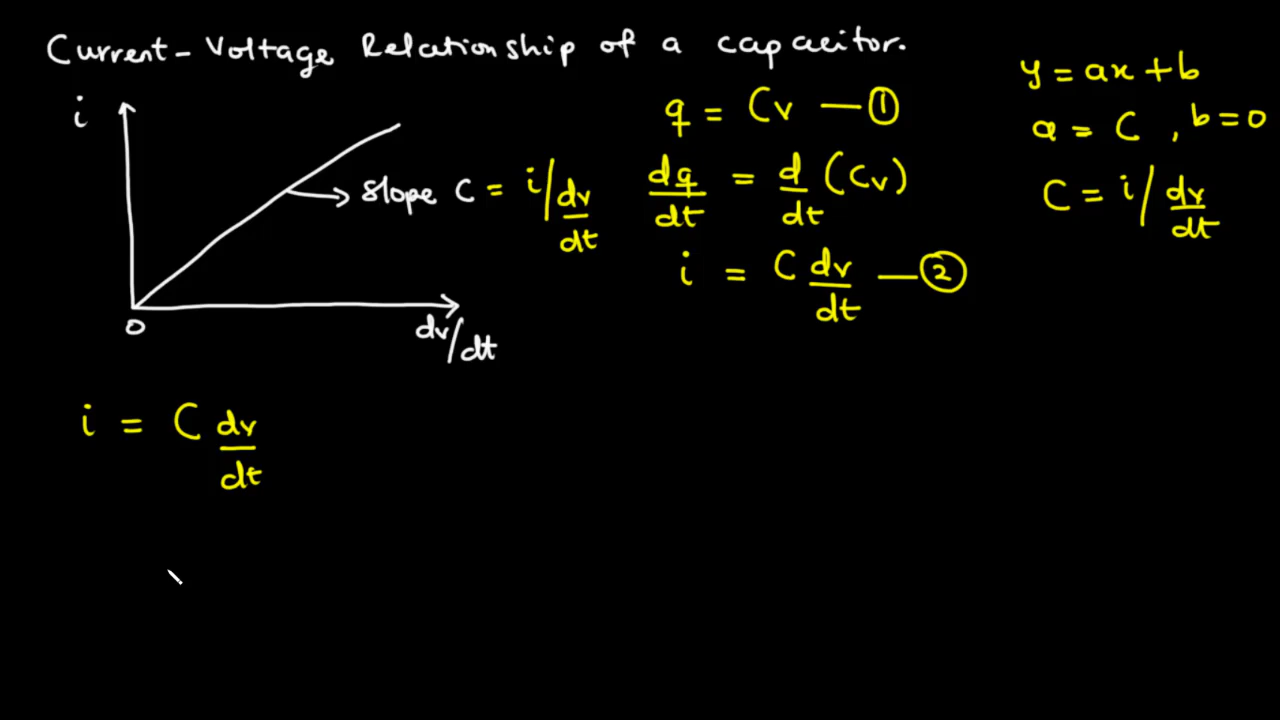 Current-Voltage Relationship of a capacitor.
i
0
dv/dt
slope C = i/dv/dt
q = Cv — ①
dq/dt = d/dt (Cv)
i = C dv/dt — ②
y = ax + b
a = C , b = 0
C = i/dv/dt
i = C dv/dt